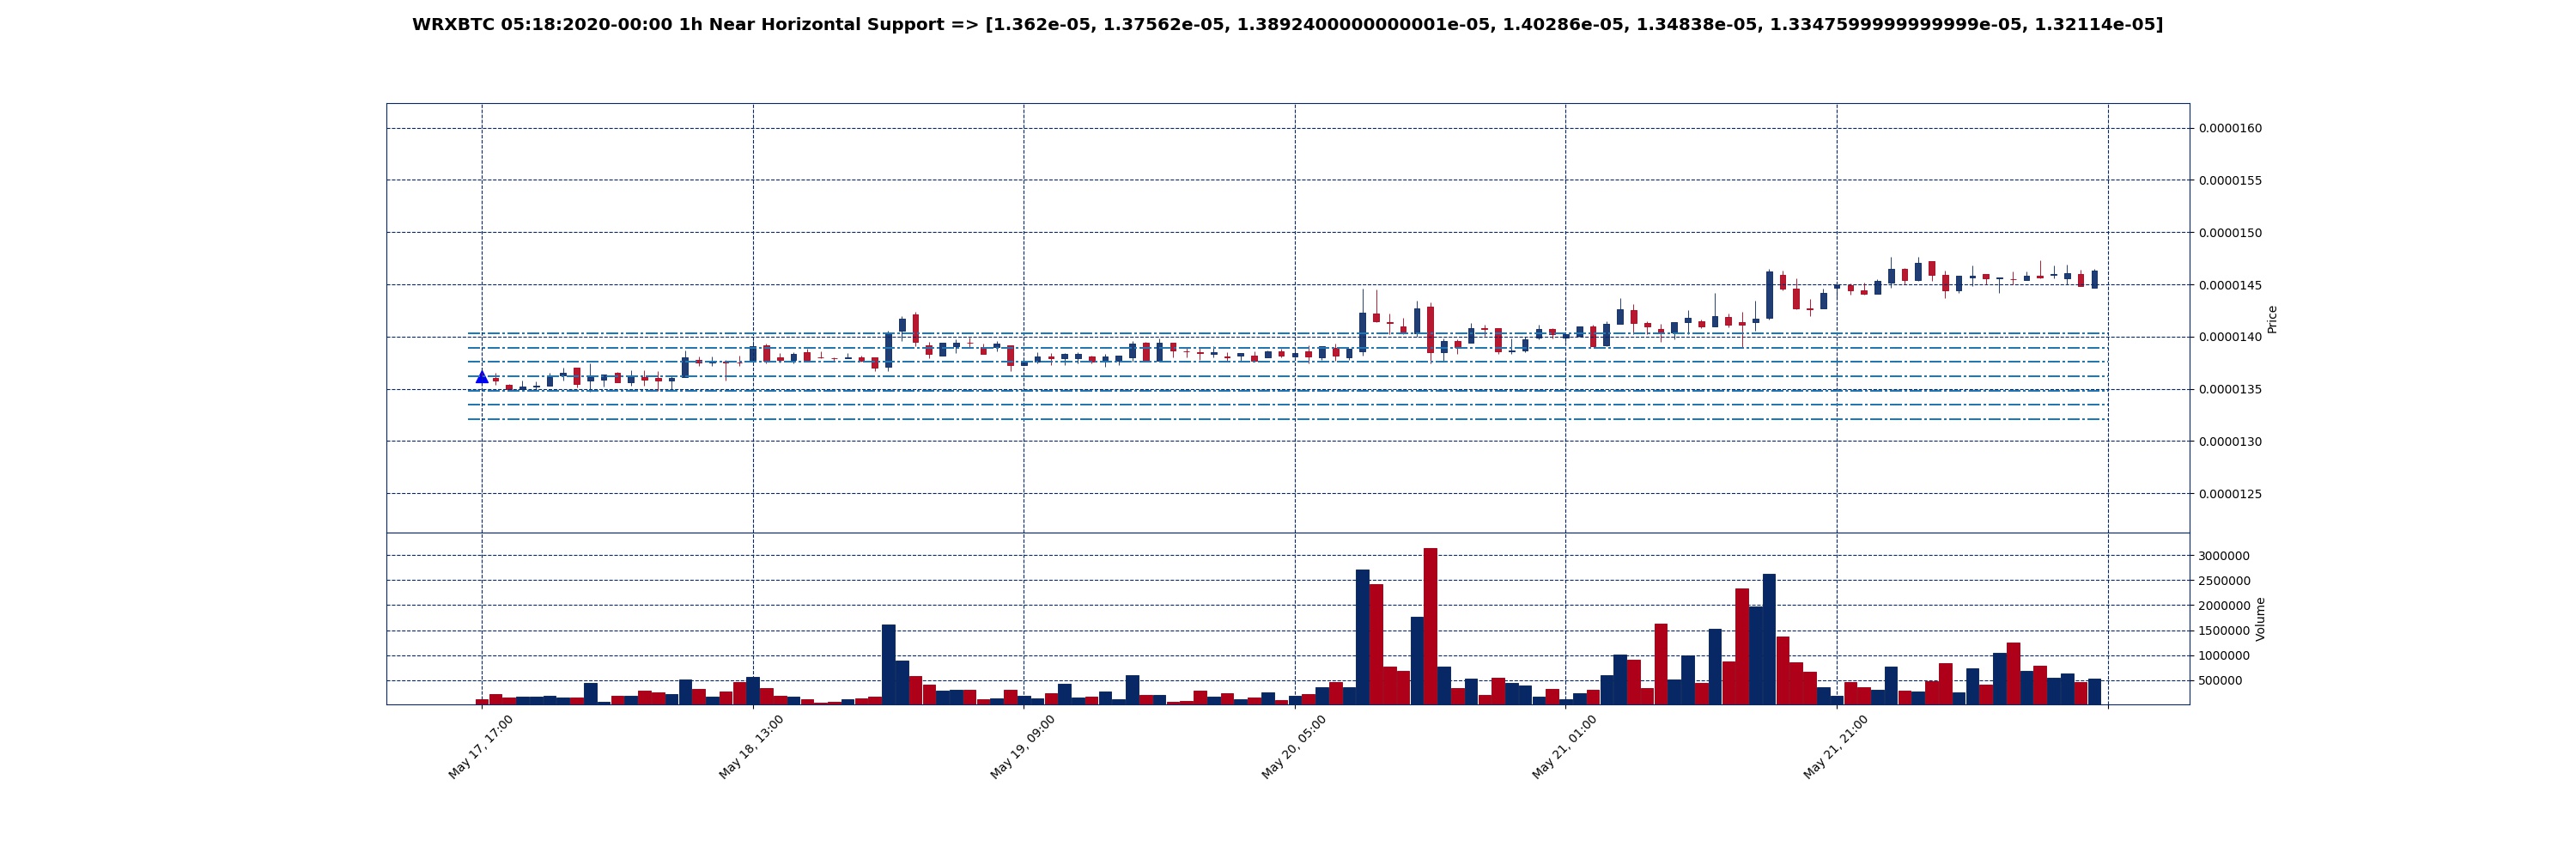 WRXBTC 05:18:2020-00:00 1h Near Horizontal Support => [1.362e-05, 1.37562e-05, 1.3892400000000001e-05, 1.40286e-05, 1.34838e-05, 1.3347599999999999e-05, 1.32114e-05]
0.0000160
0.0000155
0.0000150
0.0000145
0.0000140
0.0000135
0.0000130
0.0000125
Price
3000000
2500000
2000000
1500000
1000000
500000
Volume
May 17, 17:00
May 18, 13:00
May 19, 09:00
May 20, 05:00
May 21, 01:00
May 21, 21:00